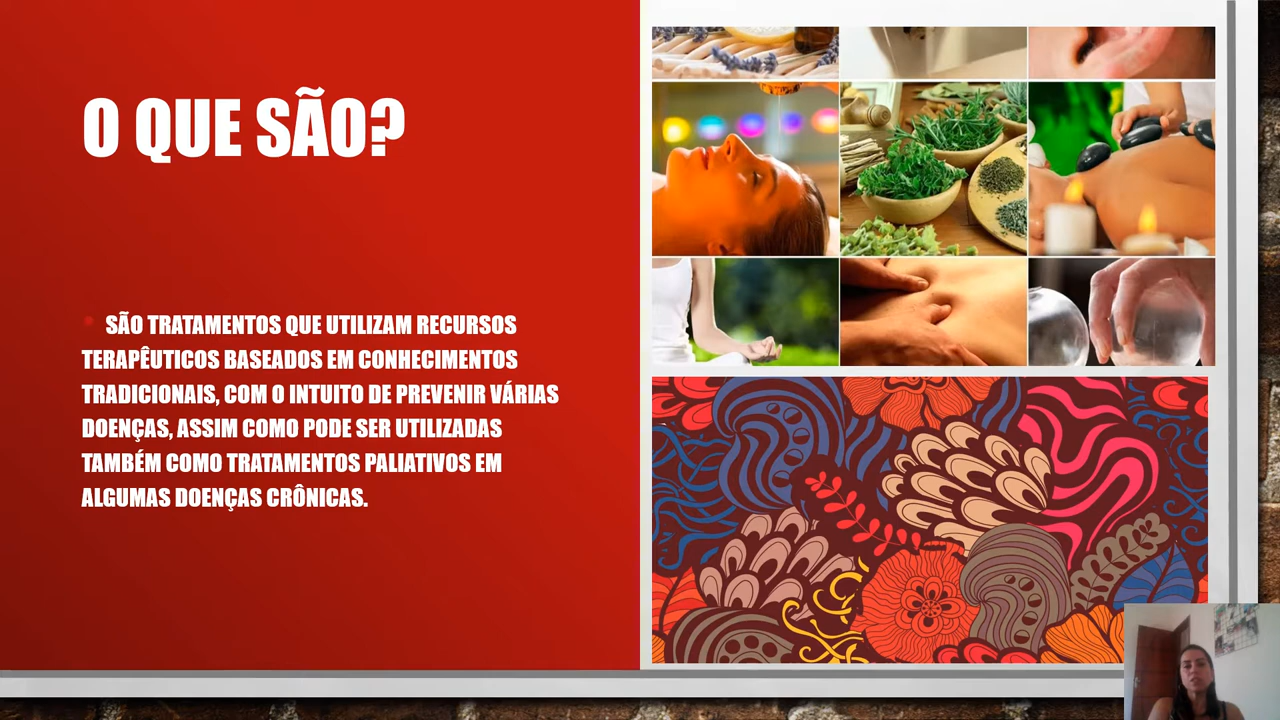 O QUE SÃO?
SÃO TRATAMENTOS QUE UTILIZAM RECURSOS
TERAPÊUTICOS BASEADOS EM CONHECIMENTOS
TRADICIONAIS, COM O INTUITO DE PREVENIR VÁRIAS
DOENÇAS, ASSIM COMO PODE SER UTILIZADAS
TAMBÉM COMO TRATAMENTOS PALIATIVOS EM
ALGUMAS DOENÇAS CRÔNICAS.